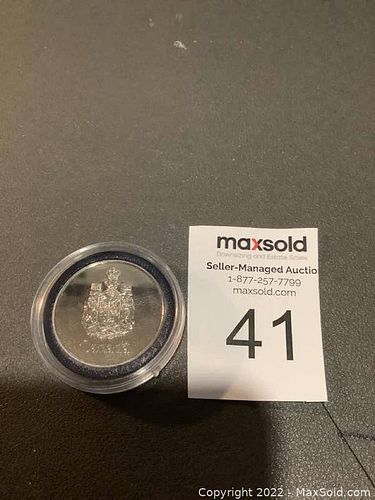 maxsold
Downsizing and Estate Sales
Seller-Managed Auctio
1-877-257-7799
maxsold.com
41
Copyright 2022 - MaxSold.com